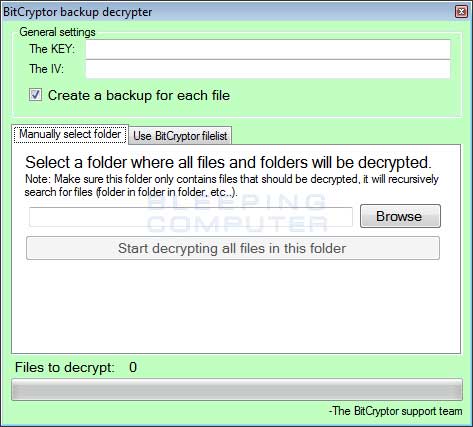 BitCryptor backup decrypter
General settings
The KEY:
The IV:
Create a backup for each file
Manually select folder
Use BitCryptor filelist
Select a folder where all files and folders will be decrypted.
Note: Make sure this folder only contains files that should be decrypted, it will recursively
search for files (folder in folder in folder, etc..).
BLEEPING
COMPUTER
Browse
Start decrypting all files in this folder
Files to decrypt: 0
-The BitCryptor support team